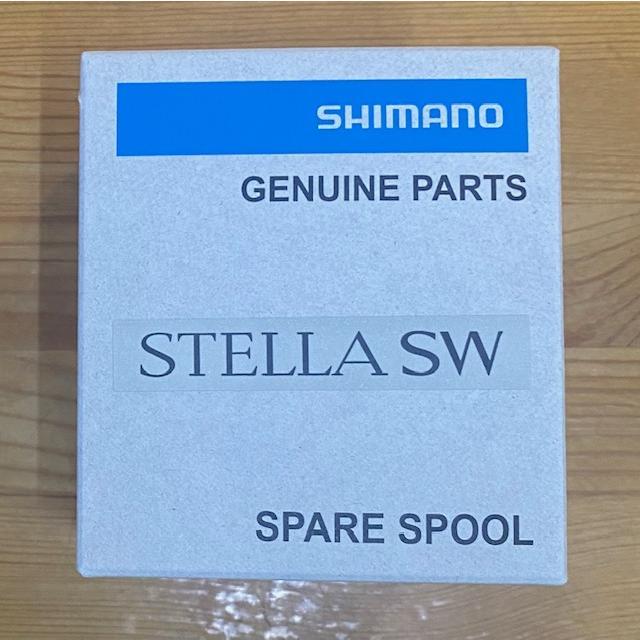 SHIMANO
GENUINE PARTS
STELLA SW
SPARE SPOOL